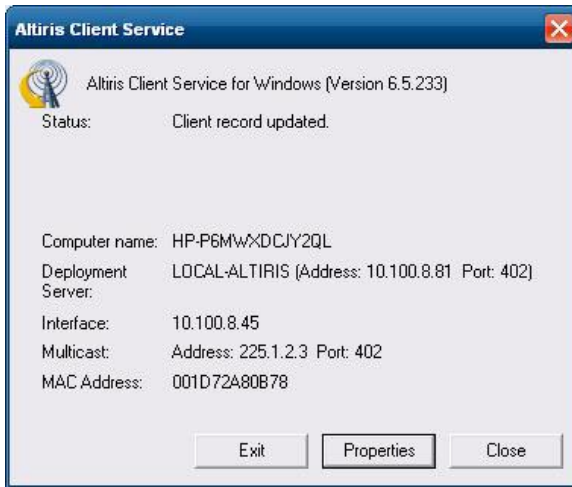 Altiris Client Service
Altiris Client Service for Windows (Version 6.5.233)
Status: Client record updated.
Computer name: HP-P6MWXDCJY2QL
Deployment Server: LOCAL-ALTIRIS (Address: 10.100.8.81 Port: 402)
Interface: 10.100.8.45
Multicast: Address: 225.1.2.3 Port: 402
MAC Address: 001D72A80B78
Exit Properties Close